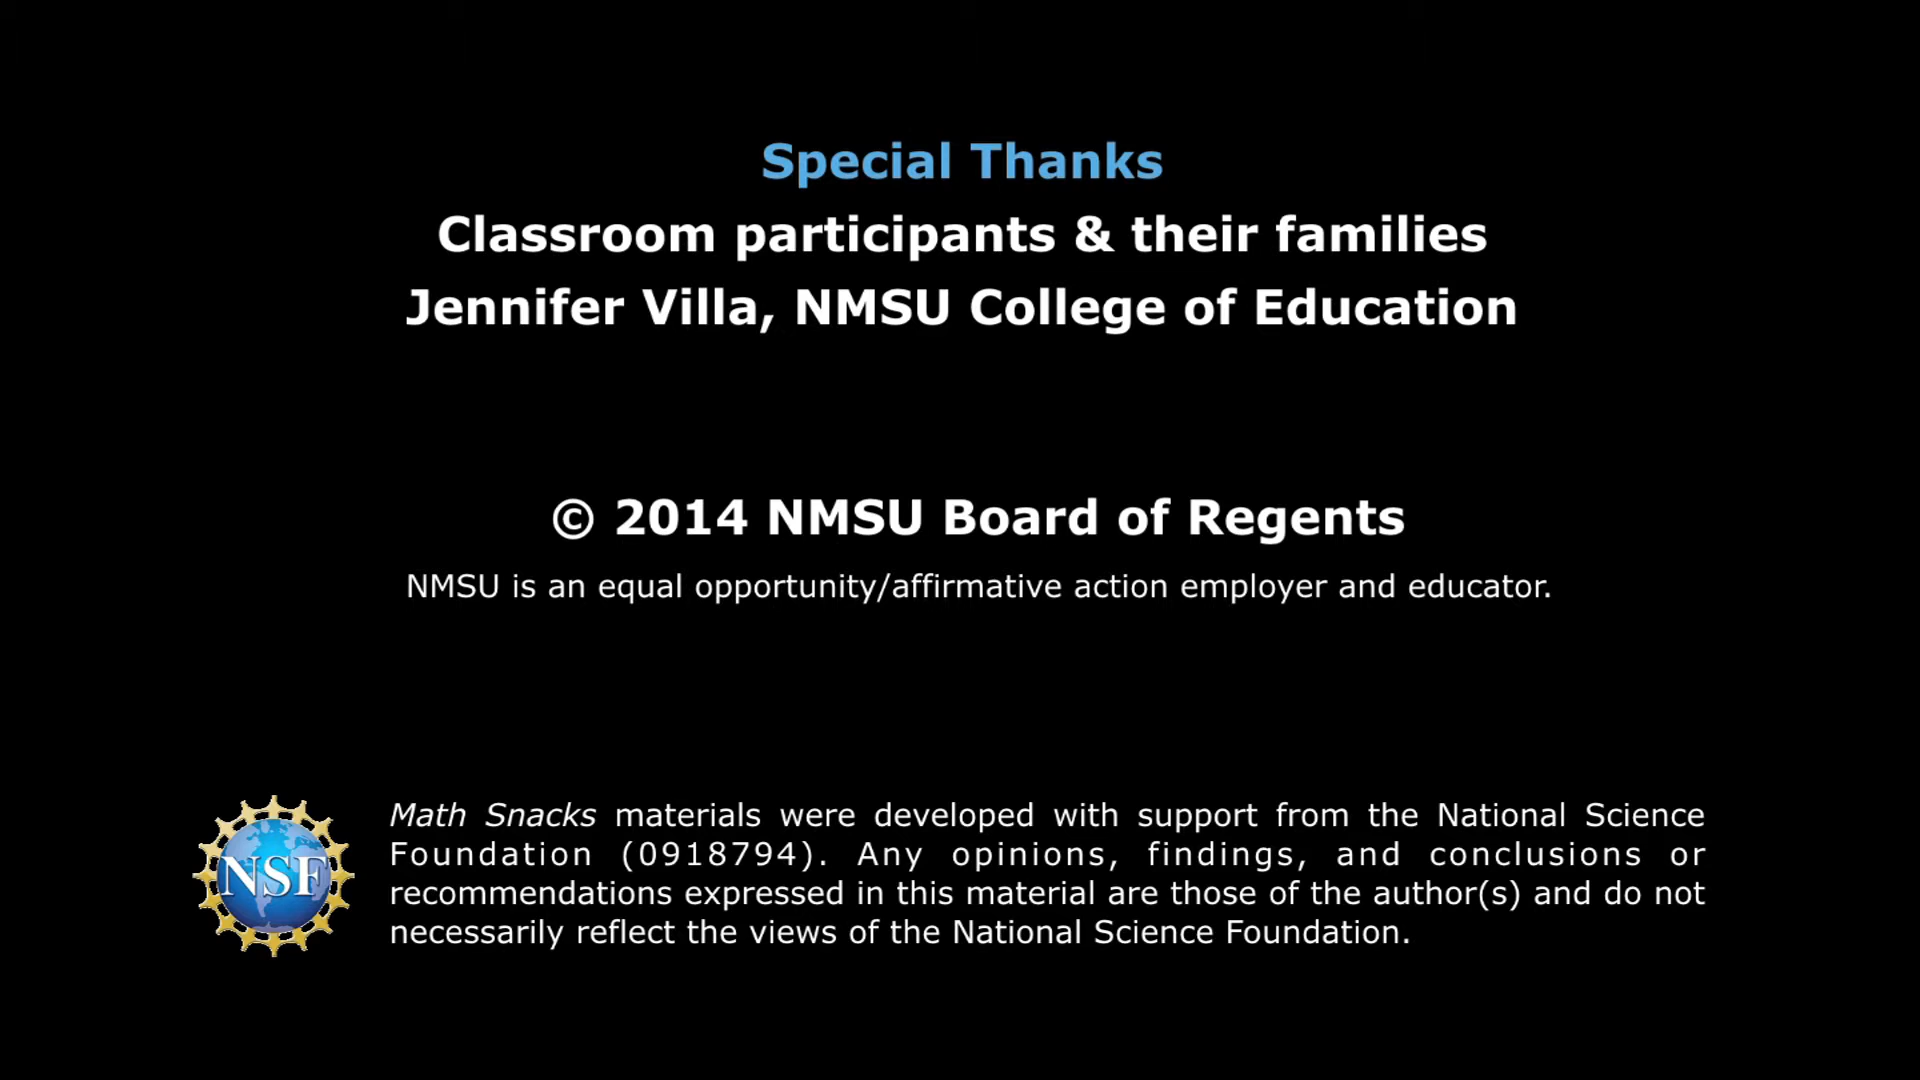 Special Thanks
Classroom participants & their families
Jennifer Villa, NMSU College of Education
© 2014 NMSU Board of Regents
NMSU is an equal opportunity/affirmative action employer and educator.
NSF
Math Snacks materials were developed with support from the National Science
Foundation (0918794). Any opinions, findings, and conclusions or
recommendations expressed in this material are those of the author(s) and do not
necessarily reflect the views of the National Science Foundation.